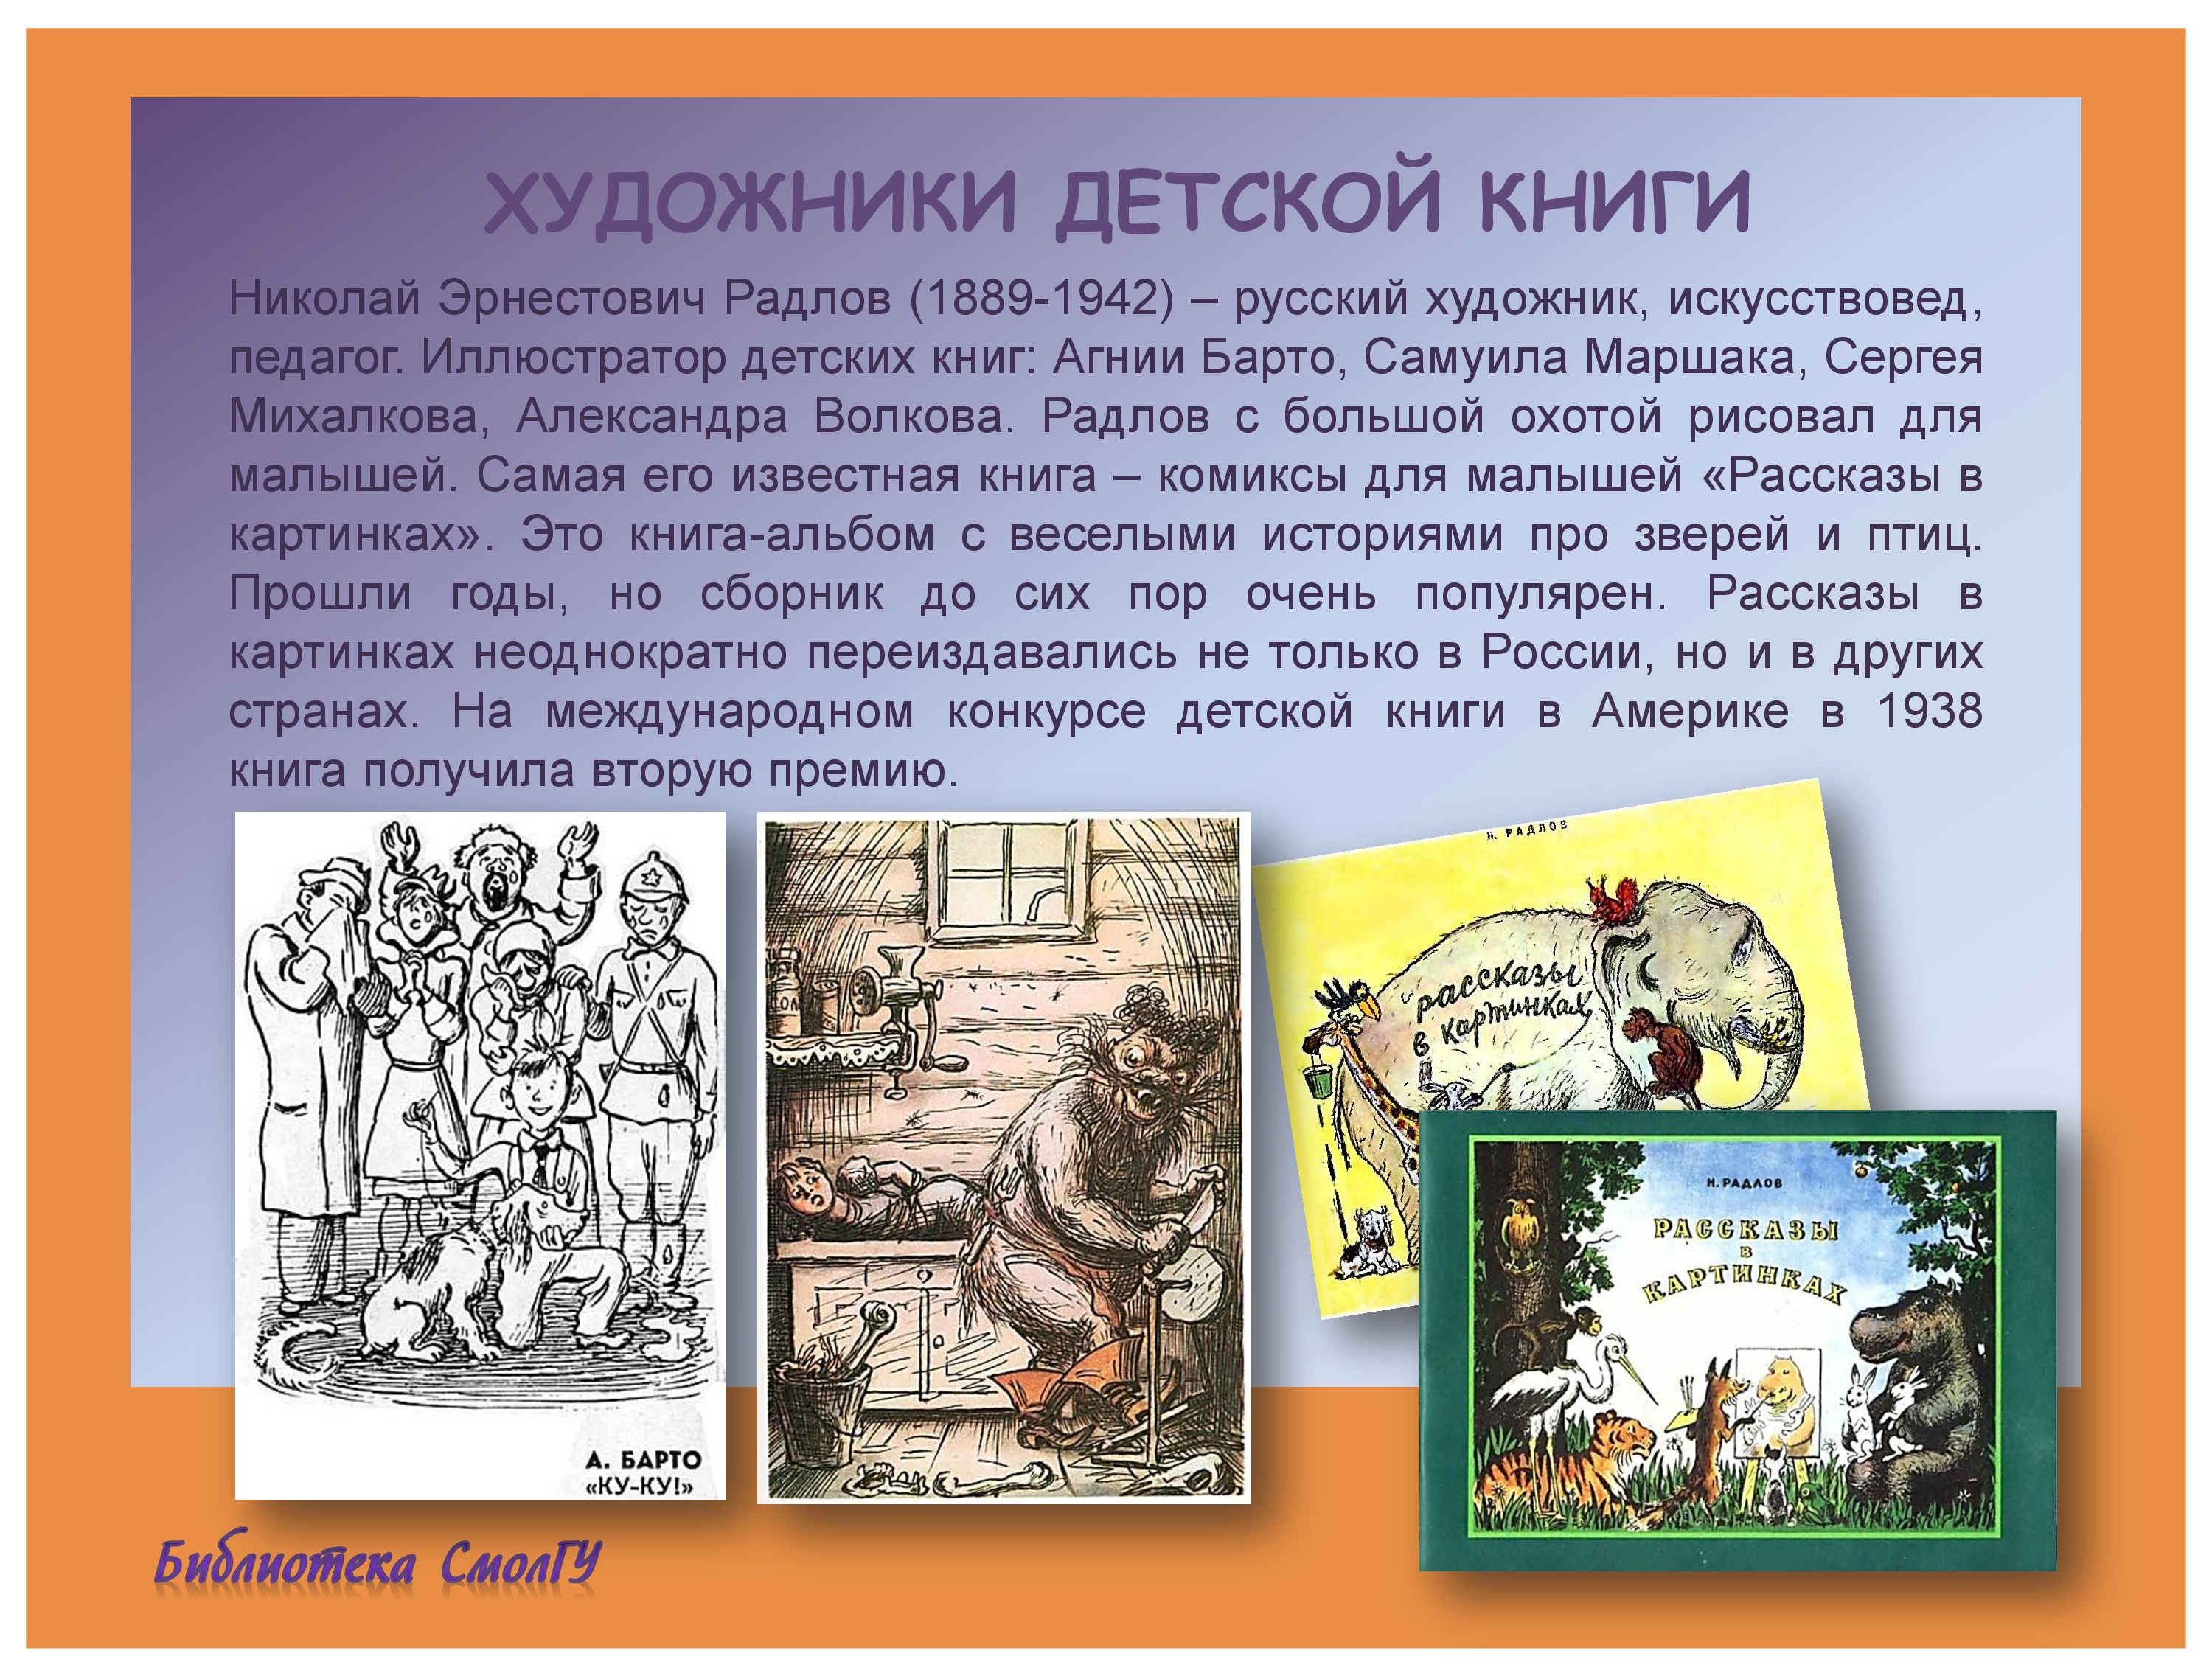 ХУДОЖНИКИ ДЕТСКОЙ КНИГИ
Николай Эрнестович Радлов (1889-1942) – русский художник, искусствовед,
педагог. Иллюстратор детских книг: Агнии Барто, Самуила Маршака, Сергея
Михалкова, Александра Волкова. Радлов с большой охотой рисовал для
малышей. Самая его известная книга – комиксы для малышей «Рассказы в
картинках». Это книга-альбом с веселыми историями про зверей и птиц.
Прошли годы, но сборник до сих пор очень популярен. Рассказы в
картинках неоднократно переиздавались не только в России, но и в других
странах. На международном конкурсе детской книги в Америке в 1938
книга получила вторую премию.
Н. РАДЛОВ
рассказы
в картинках
Н. РАДЛОВ
РАССКАЗЫ
В
КАРТИНКАХ
А. БАРТО
«КУ-КУ!»
Библиотека СмолГУ